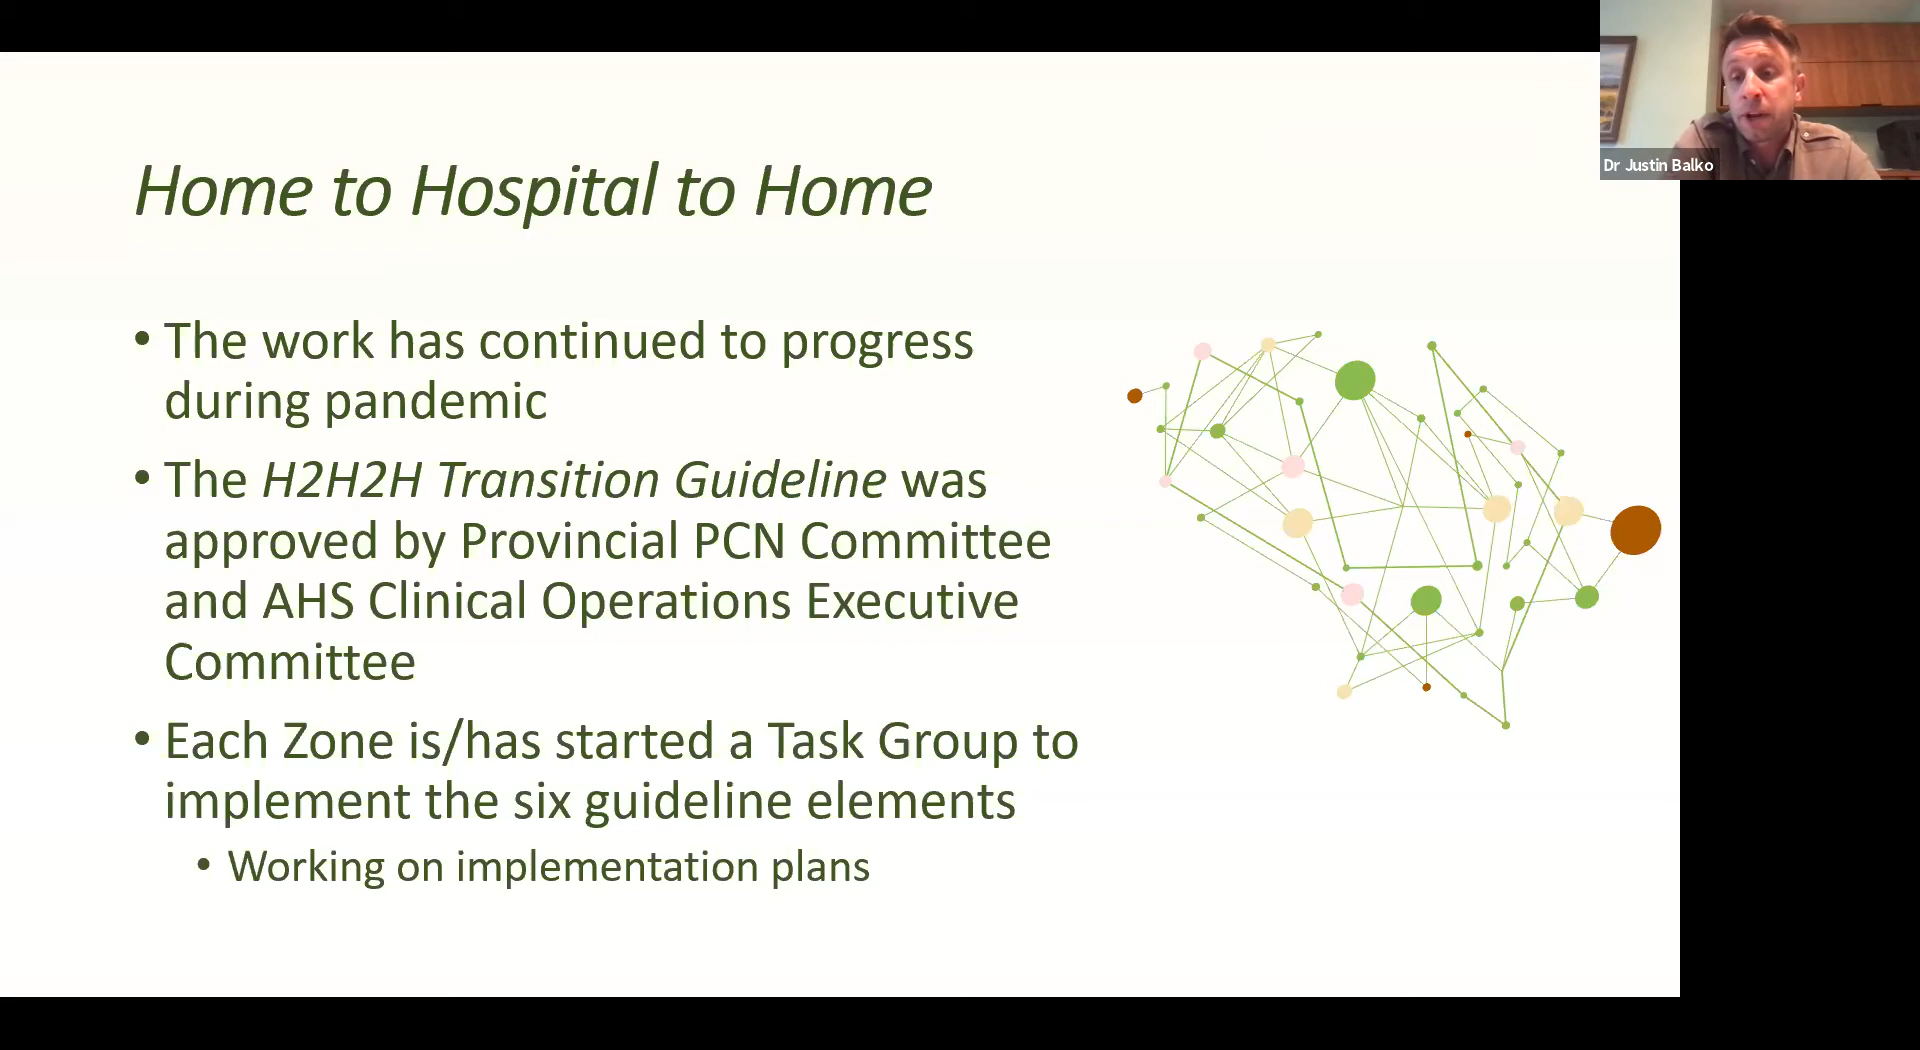 Dr Justin Balko
Home to Hospital to Home
• The work has continued to progress
during pandemic
• The H2H2H Transition Guideline was
approved by Provincial PCN Committee
and AHS Clinical Operations Executive
Committee
• Each Zone is/has started a Task Group to
implement the six guideline elements
• Working on implementation plans